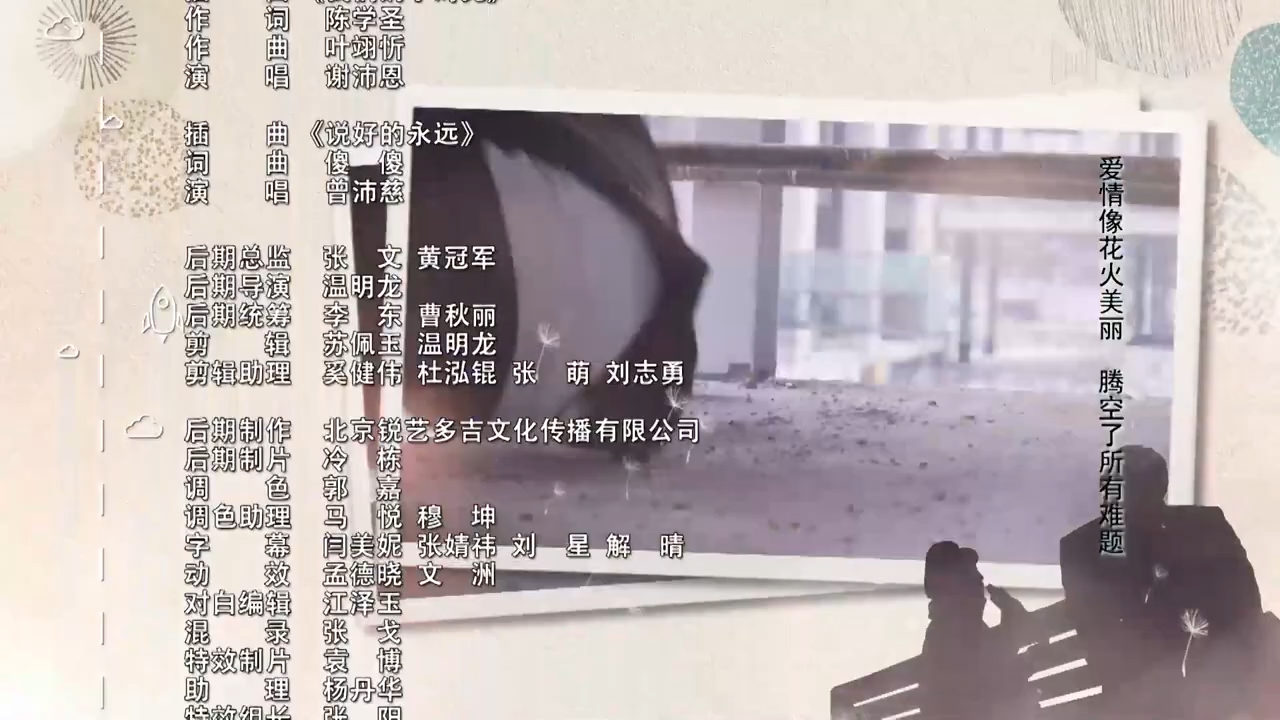 作 词 陈学圣
作 曲 叶翊忻
演 唱 谢沛恩
插 曲 《说好的永远》
词 曲 傻 傻
演 唱 曾沛慈
后期总监 张 文 黄冠军
后期导演 温明龙
后期统筹 李 东 曹秋丽
剪 辑 苏佩玉 温明龙
剪辑助理 奚健伟 杜泓锟 张 萌 刘志勇
后期制作 北京锐艺多吉文化传播有限公司
后期制片 冷 栋
调 色 郭 嘉
调色助理 马 悦 穆 坤
字 幕 闫美妮 张婧祎 刘 星 解 晴
动 效 孟德晓 文 洲
对白编辑 江泽玉
混 录 张 戈
特效制片 袁 博
助 理 杨丹华
特效组长 张 阳
爱情像花火美丽 腾空了所有难题